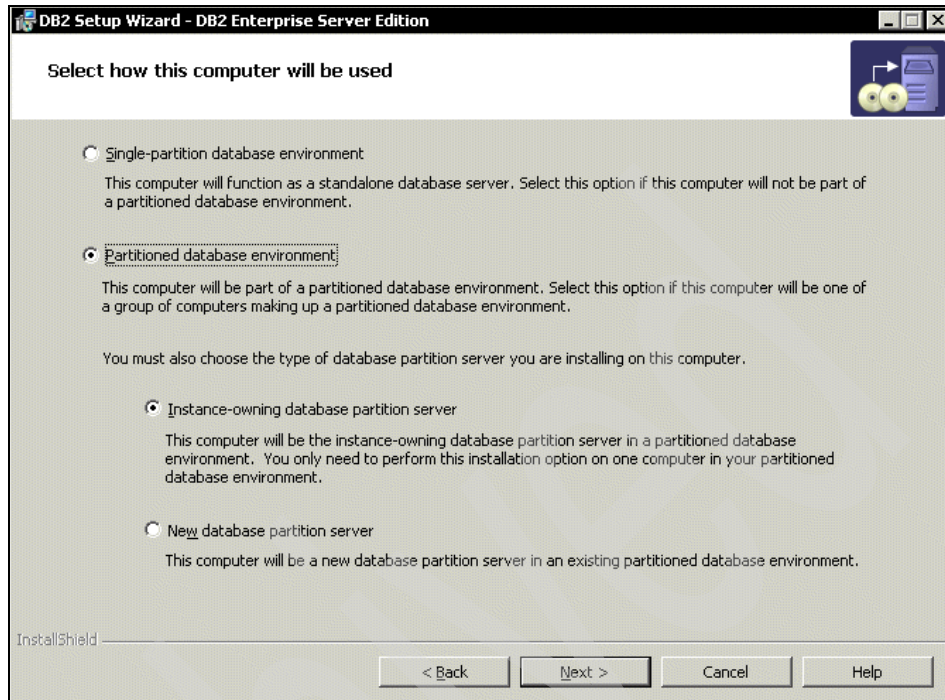 DB2 Setup Wizard - DB2 Enterprise Server Edition
Select how this computer will be used
Single-partition database environment
This computer will function as a standalone database server. Select this option if this computer will not be part of
a partitioned database environment.
Partitioned database environment
This computer will be part of a partitioned database environment. Select this option if this computer will be one of
a group of computers making up a partitioned database environment.
You must also choose the type of database partition server you are installing on this computer.
Instance-owning database partition server
This computer will be the instance-owning database partition server in a partitioned database
environment. You only need to perform this installation option on one computer in your partitioned
database environment.
New database partition server
This computer will be a new database partition server in an existing partitioned database environment.
InstallShield
< Back Next > Cancel Help